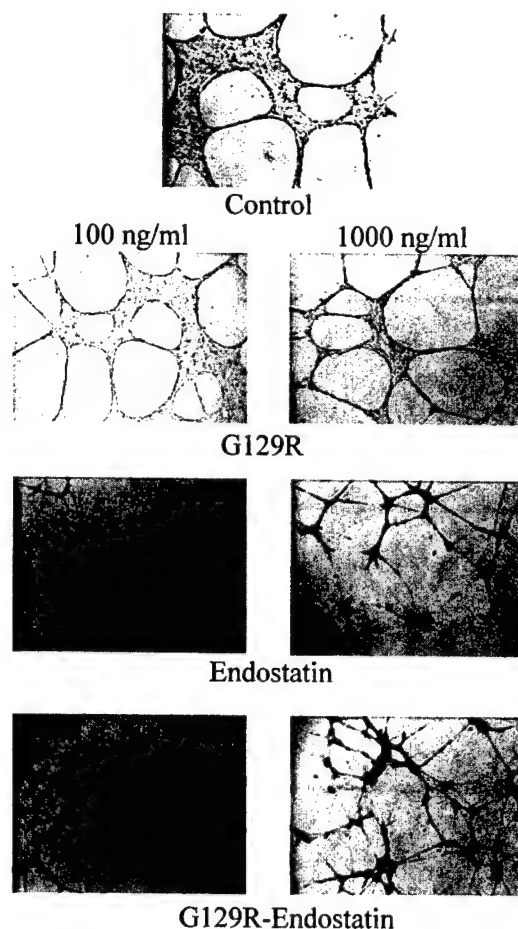 Control
100 ng/ml 1000 ng/ml
G129R
Endostatin
G129R-Endostatin